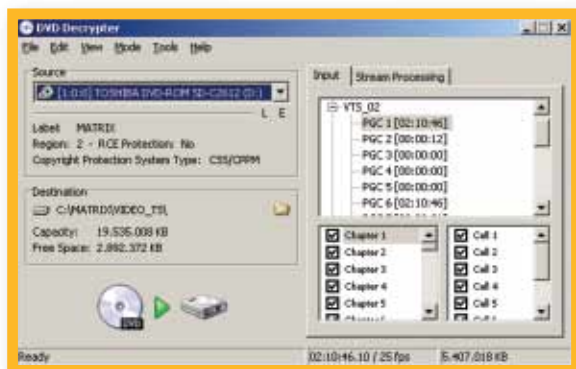 DVD Decrypter
File Edit View Mode Tools Help
Source
[1:0:0] TOSHIBA DVD-ROM SD-C2612 (D:)
L E
Label: MATRIX
Region: 2 - RCE Protection: No
Copyright Protection System Type: CSS/CPPM
Destination
C:\MATRIX\VIDEO_TS\
Capacity: 19.535.008 KB
Free Space: 2.892.372 KB
DVD
Input Stream Processing
VTS_02
PGC 1 [02:10:46]
PGC 2 [00:00:12]
PGC 3 [00:00:00]
PGC 4 [00:00:00]
PGC 5 [00:00:00]
PGC 6 [02:10:46]
Chapter 1
Chapter 2
Chapter 3
Chapter 4
Chapter 5
Cell 1
Cell 2
Cell 3
Cell 4
Cell 5
Ready
02:10:46.10 / 25 fps
5.407.018 KB